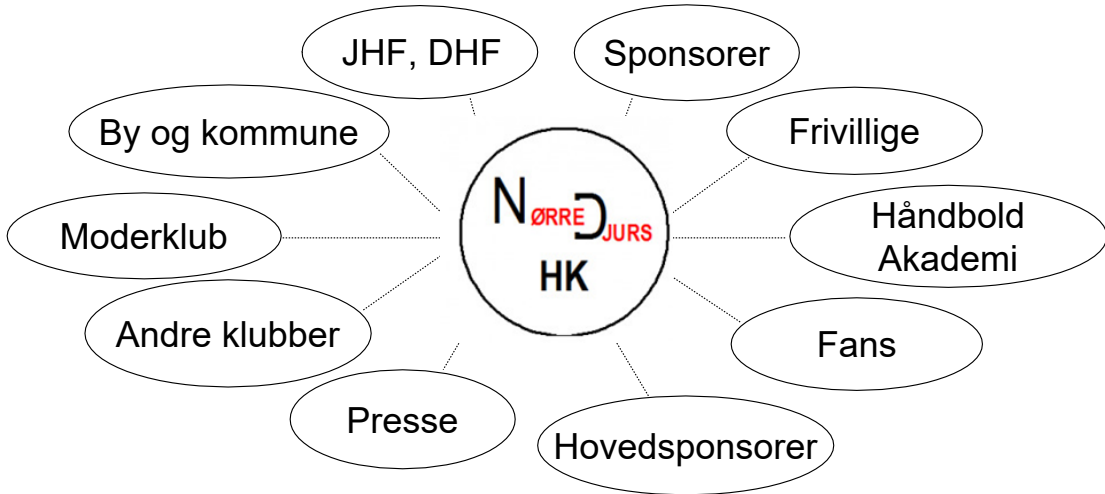 JHF, DHF
Sponsorer
By og kommune
Frivillige
NØRRE DJURS
HK
Moderklub
Håndbold
Akademi
Andre klubber
Fans
Presse
Hovedsponsorer